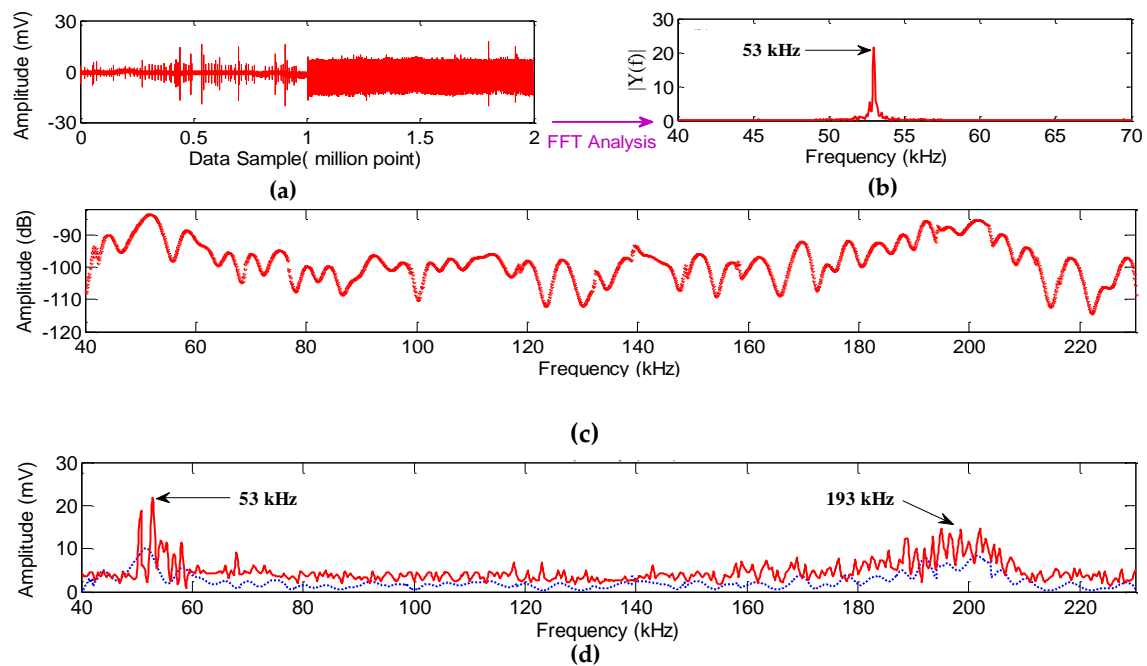 Amplitude (mV)
30
0
-30
0 0.5 1 1.5 2
Data Sample( million point)
(a)
FFT Analysis
|Y(f)|
30
20
10
0
53 kHz
40 45 50 55 60 65 70
Frequency (kHz)
(b)
Amplitude (dB)
-90
-100
-110
-120
40 60 80 100 120 140 160 180 200 220
Frequency (kHz)
(c)
Amplitude (mV)
30
20
10
0
53 kHz
193 kHz
40 60 80 100 120 140 160 180 200 220
Frequency (kHz)
(d)